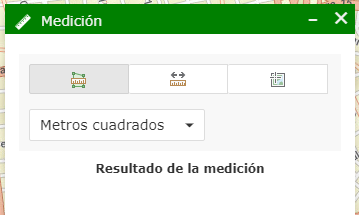 Medición
Metros cuadrados
Resultado de la medición